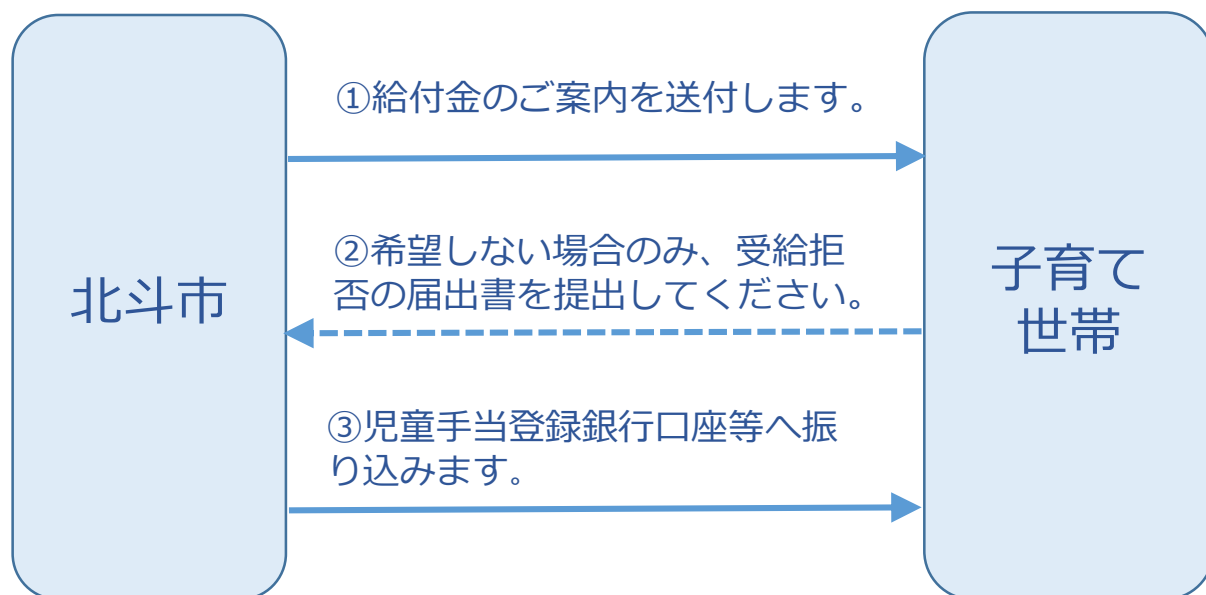 ①給付金のご案内を送付します。
②希望しない場合のみ、受給拒
否の届出書を提出してください。
北斗市
子育て
世帯
③児童手当登録銀行口座等へ振
り込みます。